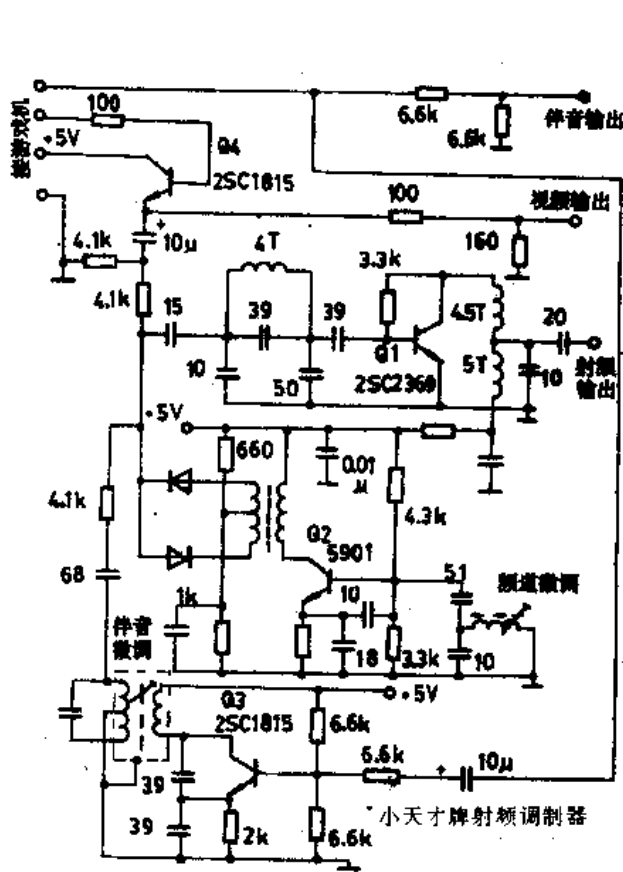 接游戏机
100
+5V
Q4
2SC1815
6.6k
6.6k
伴音输出
100
视频输出
160
4.1k
+
10μ
4.1k
4T
3.3k
15
39
39
4.5T
20
10
50
Q1
2SC2369
5T
10
射频输出
+5V
660
0.01μ
4.3k
4.1k
Q2
5901
68
1k
10
51
频道微调
伴音微调
18
3.3k
10
Q3
2SC1815
+5V
6.6k
6.6k
+
10μ
39
39
2k
6.6k
小天才牌射频调制器